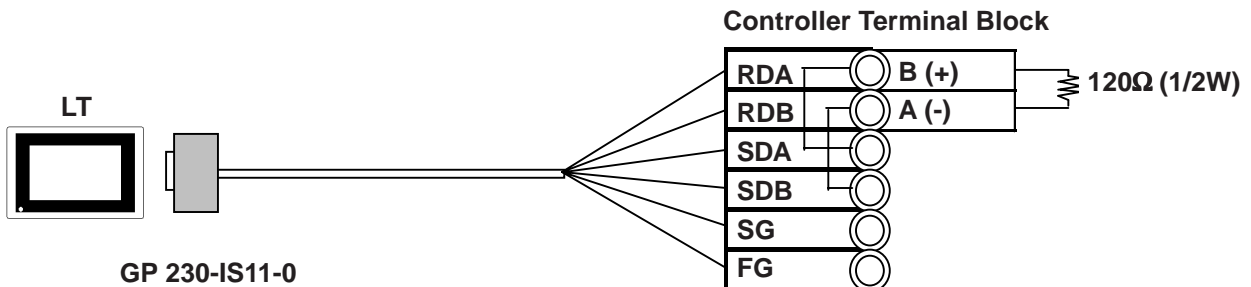 Controller Terminal Block
LT
RDA
B (+)
120Ω (1/2W)
RDB
A (-)
SDA
SDB
SG
FG
GP 230-IS11-0